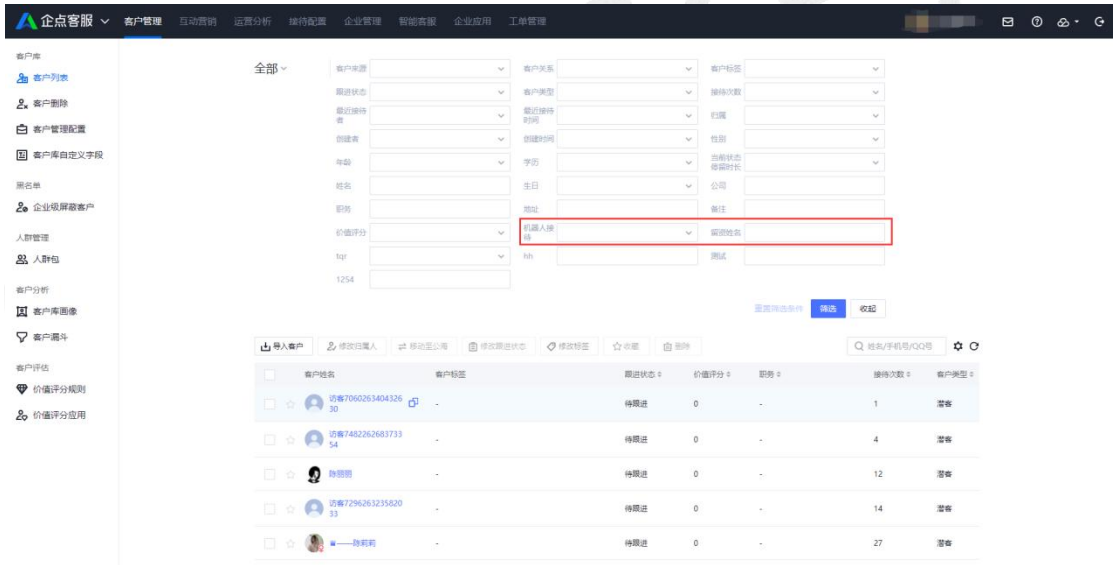 企点客服 客户管理 互动营销 运营分析 接待配置 企业管理 智能客服 企业应用 工单管理
客户库
客户列表
客户删除
客户管理配置
客户库自定义字段
黑名单
企业级屏蔽客户
人群管理
人群包
客户分析
客户库画像
客户漏斗
客户评估
价值评分规则
价值评分应用
全部 客户来源 客户关系 客户标签
跟进状态 客户类型 接待次数
最近接待者 最近接待时间 归属
创建者 创建时间 性别
年龄 学历 当前状态停留时长
姓名 生日 公司
职务 地址 备注
价值评分 机器人接待 留资姓名
tqr hh 测试
1254
重置筛选条件 筛选 收起
导入客户 修改归属人 移动至公海 修改跟进状态 修改标签 收藏 删除 姓名/手机号/QQ号
客户姓名 客户标签 跟进状态 价值评分 职务 接待次数 客户类型
访客706026340432630 - 待跟进 0 - 1 潜客
访客748226268373354 - 待跟进 0 - 4 潜客
陈丽丽 - 待跟进 0 - 12 潜客
访客729626323582033 - 待跟进 0 - 14 潜客
——陈莉莉 - 待跟进 0 - 27 潜客